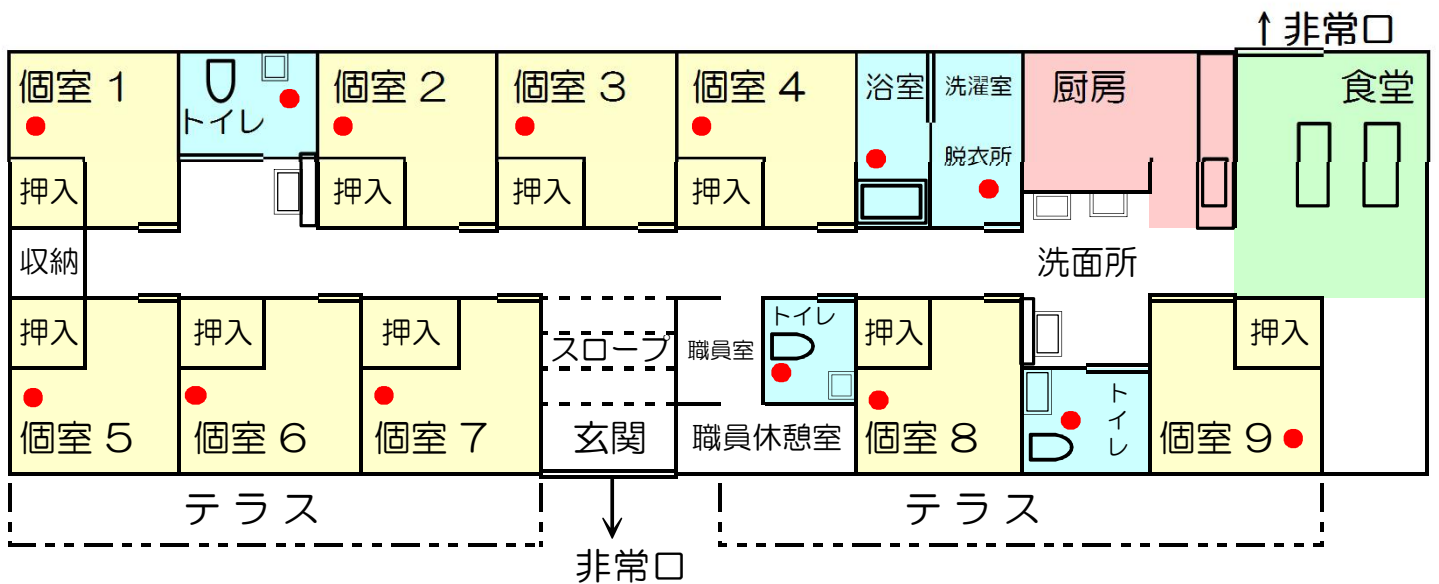 ↑非常口
個室1
トイレ
個室2
個室3
個室4
浴室
洗濯室
脱衣所
厨房
食堂
押入
押入
押入
押入
収納
洗面所
押入
押入
押入
スロープ
職員室
トイレ
押入
押入
個室5
個室6
個室7
玄関
職員休憩室
個室8
トイレ
個室9
テラス
テラス
非常口